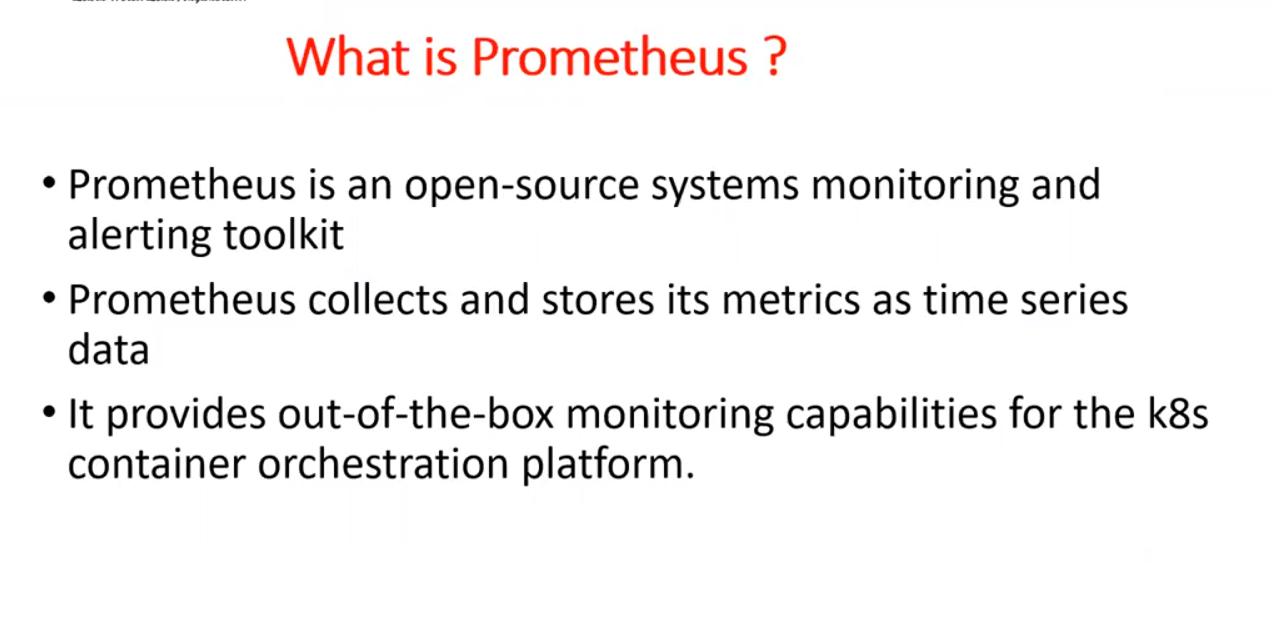 What is Prometheus ?
• Prometheus is an open-source systems monitoring and
alerting toolkit
• Prometheus collects and stores its metrics as time series
data
• It provides out-of-the-box monitoring capabilities for the k8s
container orchestration platform.